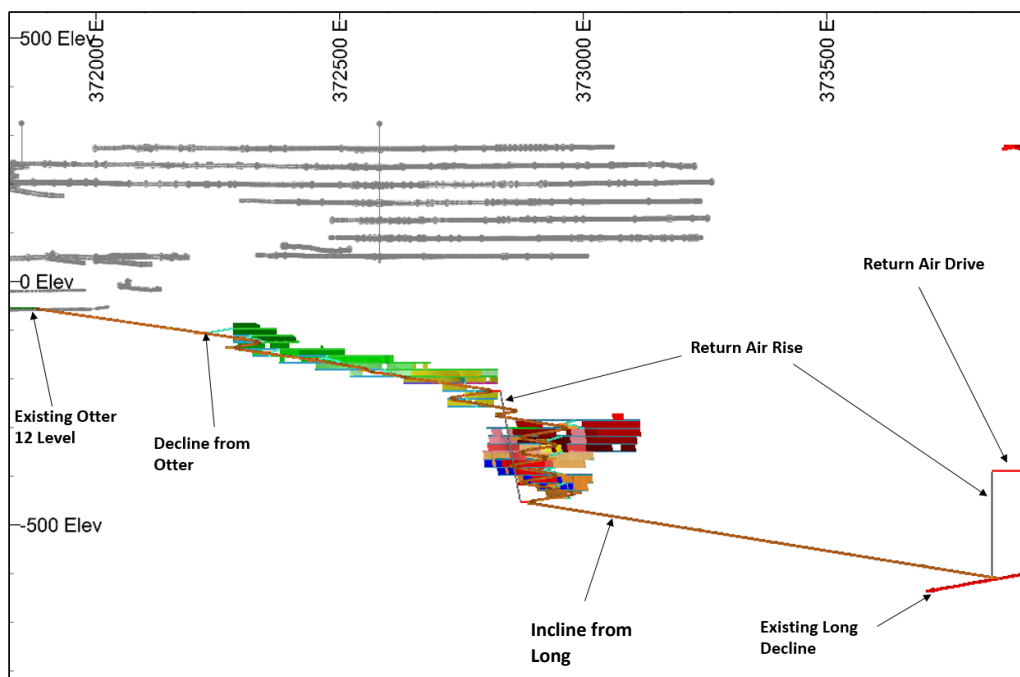 500 Elev
372000 E
372500 E
373000 E
373500 E
0 Elev
Return Air Drive
Return Air Rise
Existing Otter
12 Level
Decline from
Otter
-500 Elev
Incline from
Long
Existing Long
Decline